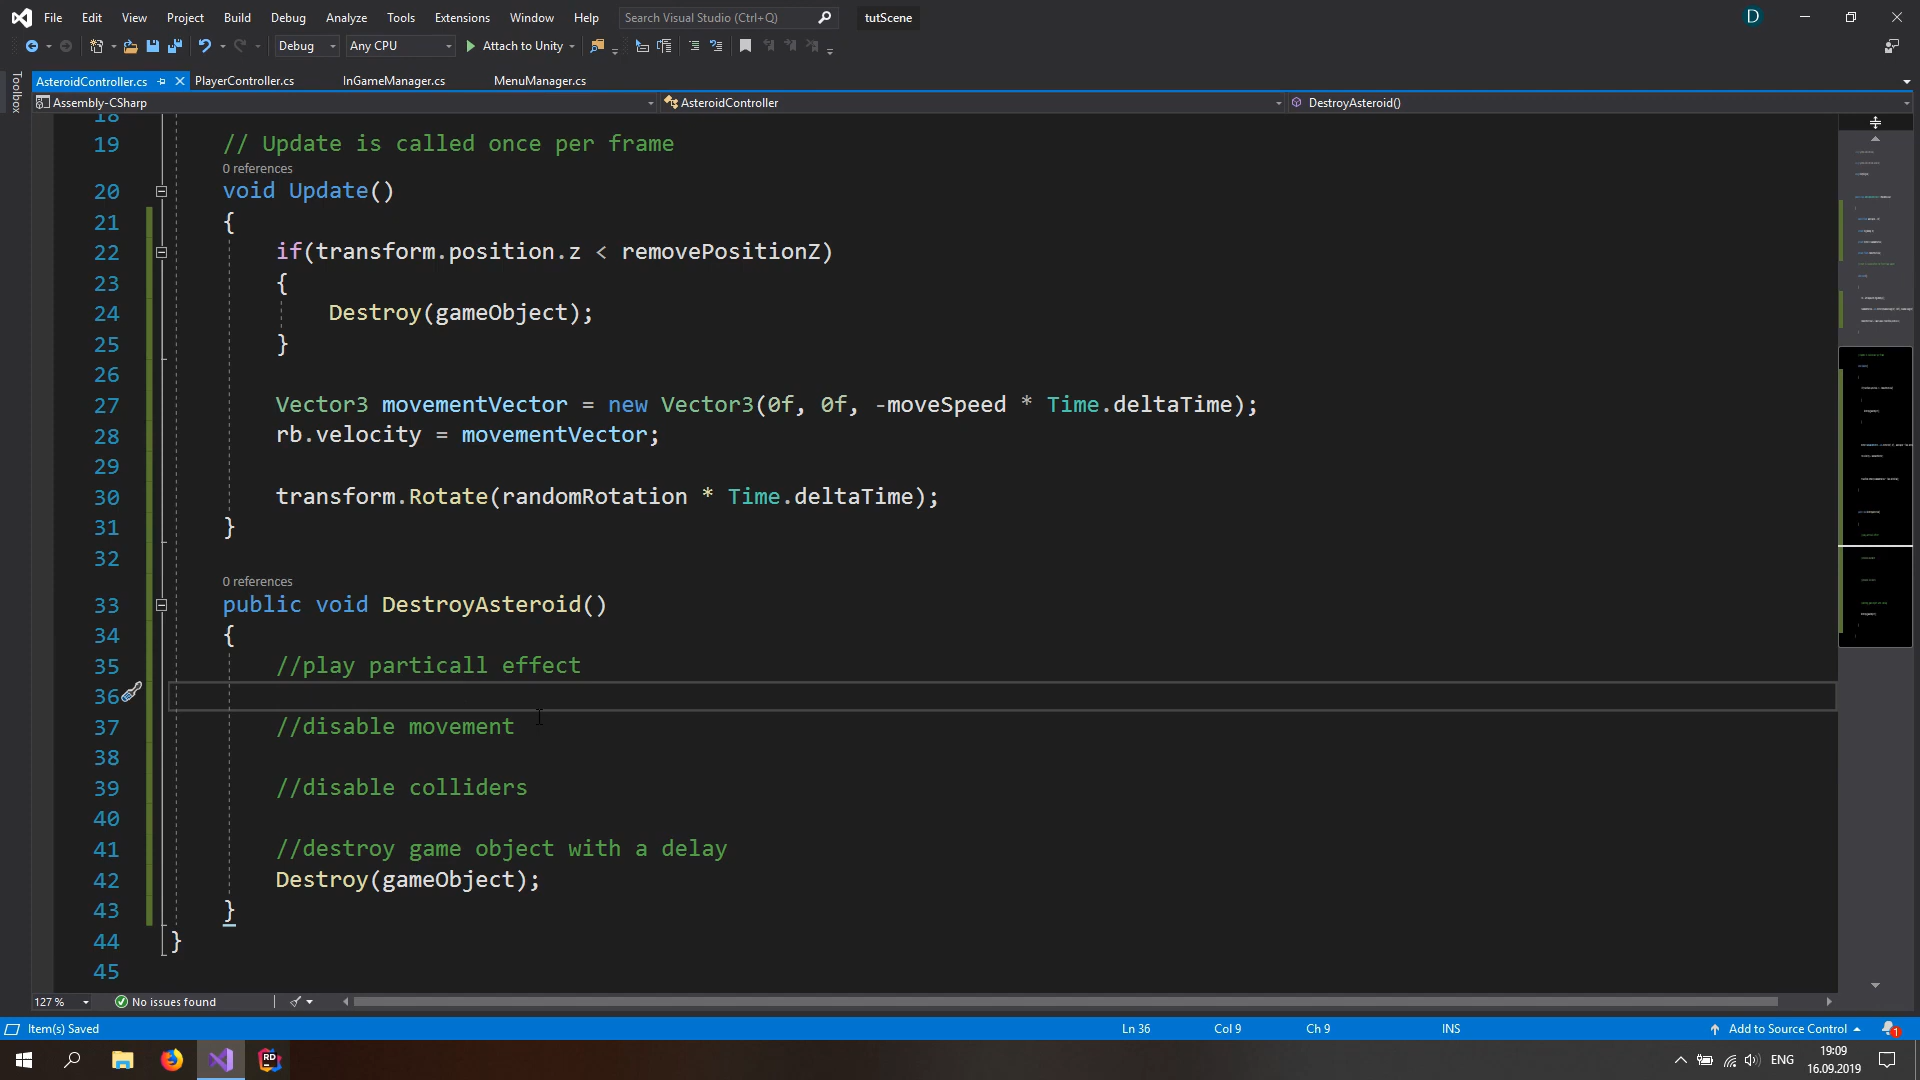 File Edit View Project Build Debug Analyze Tools Extensions Window Help Search Visual Studio (Ctrl+Q) tutScene D
Debug Any CPU Attach to Unity
Toolbox
AsteroidController.cs PlayerController.cs InGameManager.cs MenuManager.cs
Assembly-CSharp AsteroidController DestroyAsteroid()
18
19 // Update is called once per frame
0 references
20 void Update()
21 {
22 if(transform.position.z < removePositionZ)
23 {
24 Destroy(gameObject);
25 }
26
27 Vector3 movementVector = new Vector3(0f, 0f, -moveSpeed * Time.deltaTime);
28 rb.velocity = movementVector;
29
30 transform.Rotate(randomRotation * Time.deltaTime);
31 }
32
0 references
33 public void DestroyAsteroid()
34 {
35 //play particall effect
36
37 //disable movement
38
39 //disable colliders
40
41 //destroy game object with a delay
42 Destroy(gameObject);
43 }
44 }
45
127 % No issues found
Item(s) Saved Ln 36 Col 9 Ch 9 INS Add to Source Control 1
RD ENG 19:09
16.09.2019